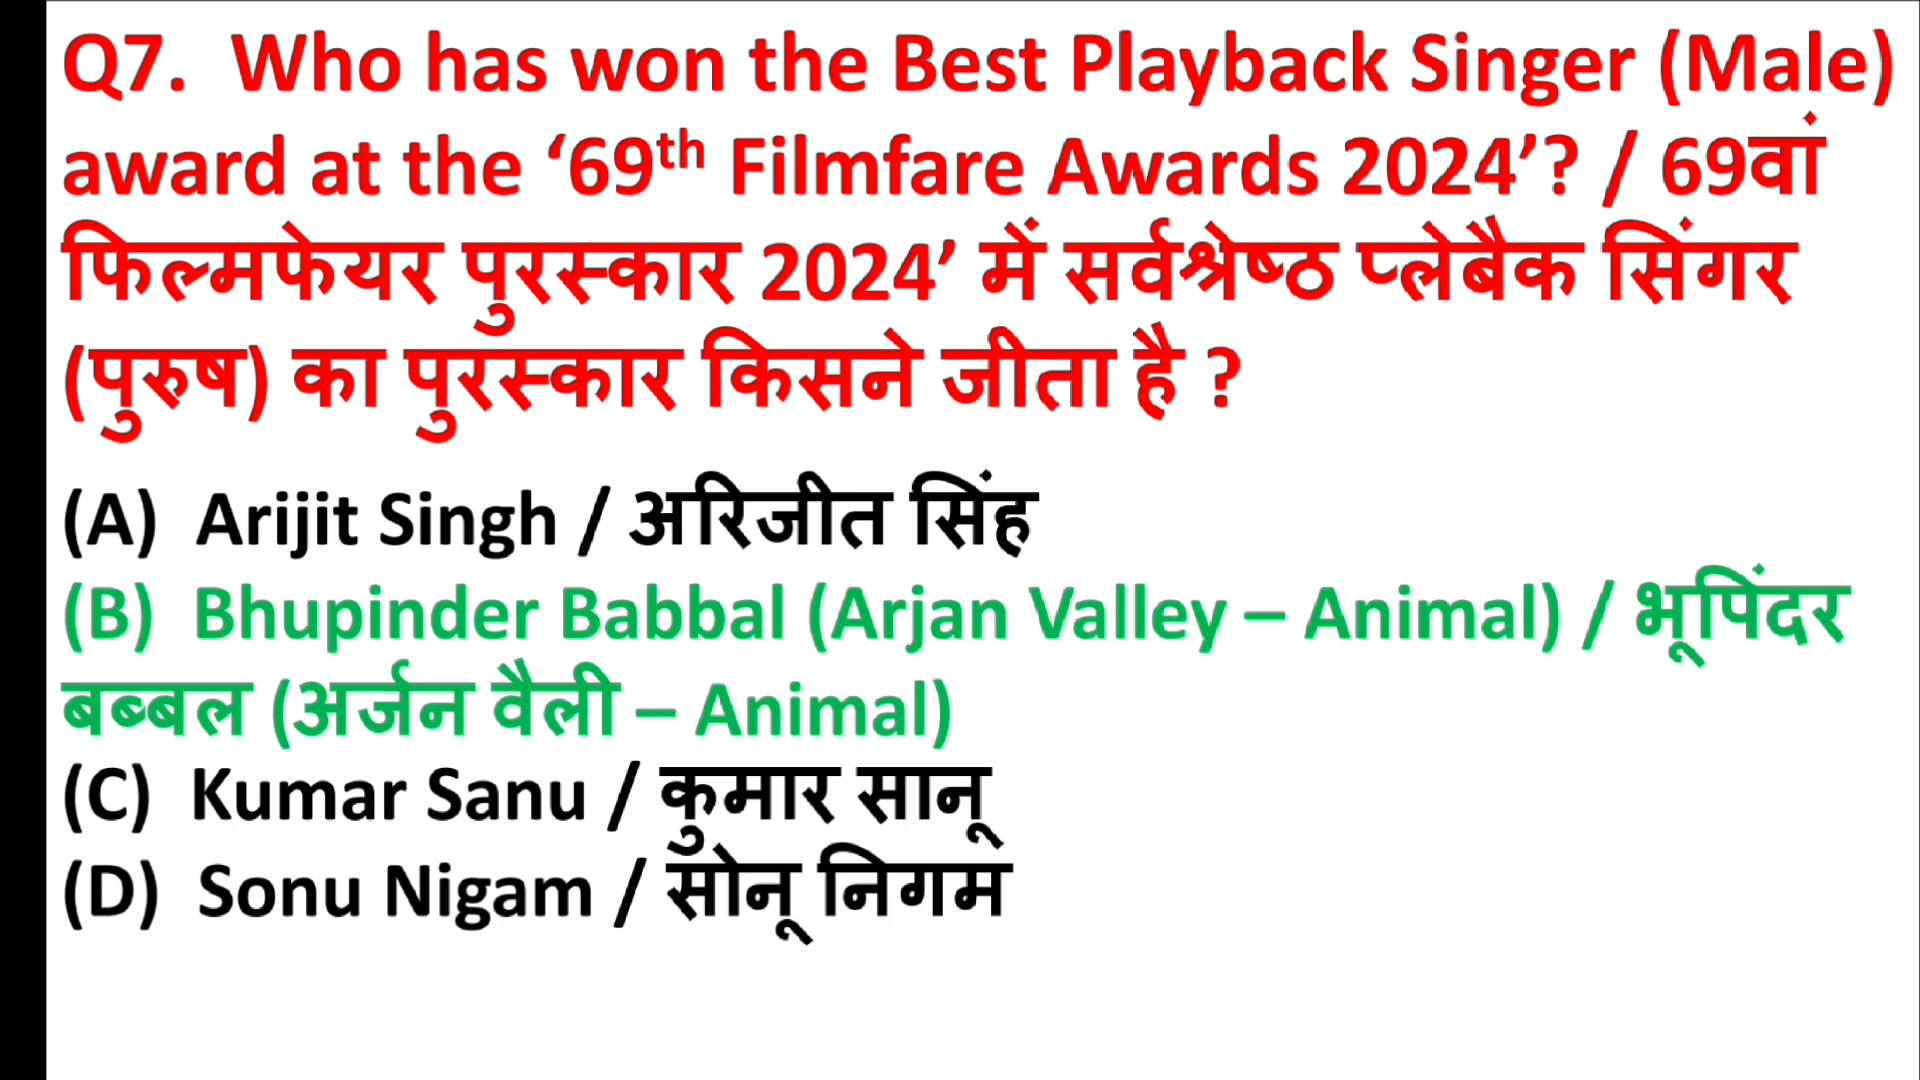 Q7. Who has won the Best Playback Singer (Male)
award at the ‘69th Filmfare Awards 2024’? / 69वां
फिल्मफेयर पुरस्कार 2024’ में सर्वश्रेष्ठ प्लेबैक सिंगर
(पुरुष) का पुरस्कार किसने जीता है ?
(A) Arijit Singh / अरिजीत सिंह
(B) Bhupinder Babbal (Arjan Valley – Animal) / भूपिंदर
बब्बल (अर्जन वैली – Animal)
(C) Kumar Sanu / कुमार सानू
(D) Sonu Nigam / सोनू निगम